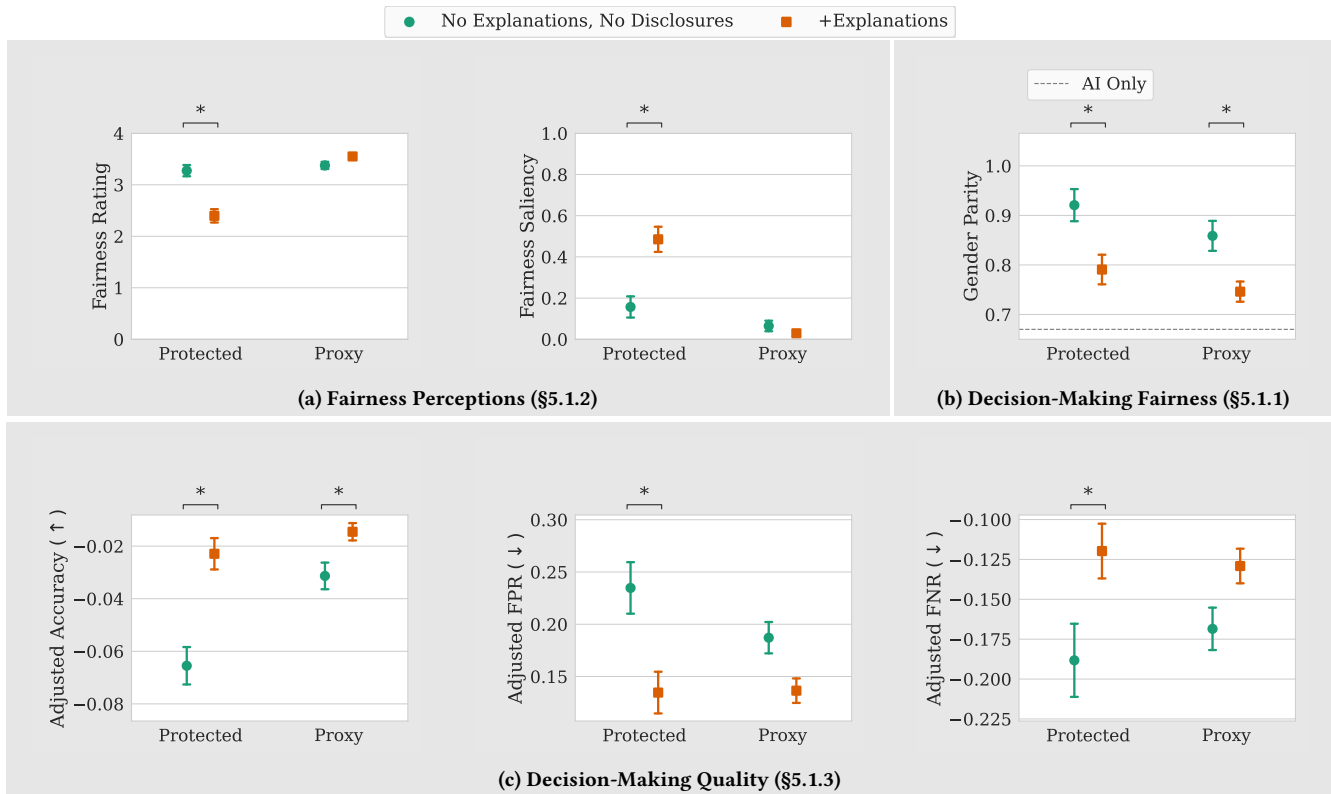 No Explanations, No Disclosures
+Explanations
AI Only
*
*
*
*
Fairness Rating
4
3
2
1
0
Protected
Proxy
Fairness Saliency
1.0
0.8
0.6
0.4
0.2
0.0
Protected
Proxy
Gender Parity
1.0
0.9
0.8
0.7
Protected
Proxy
(a) Fairness Perceptions (§5.1.2)
(b) Decision-Making Fairness (§5.1.1)
*
*
*
*
Adjusted Accuracy (↑)
−0.02
−0.04
−0.06
−0.08
Protected
Proxy
Adjusted FPR (↓)
0.30
0.25
0.20
0.15
Protected
Proxy
Adjusted FNR (↓)
−0.100
−0.125
−0.150
−0.175
−0.200
−0.225
Protected
Proxy
(c) Decision-Making Quality (§5.1.3)